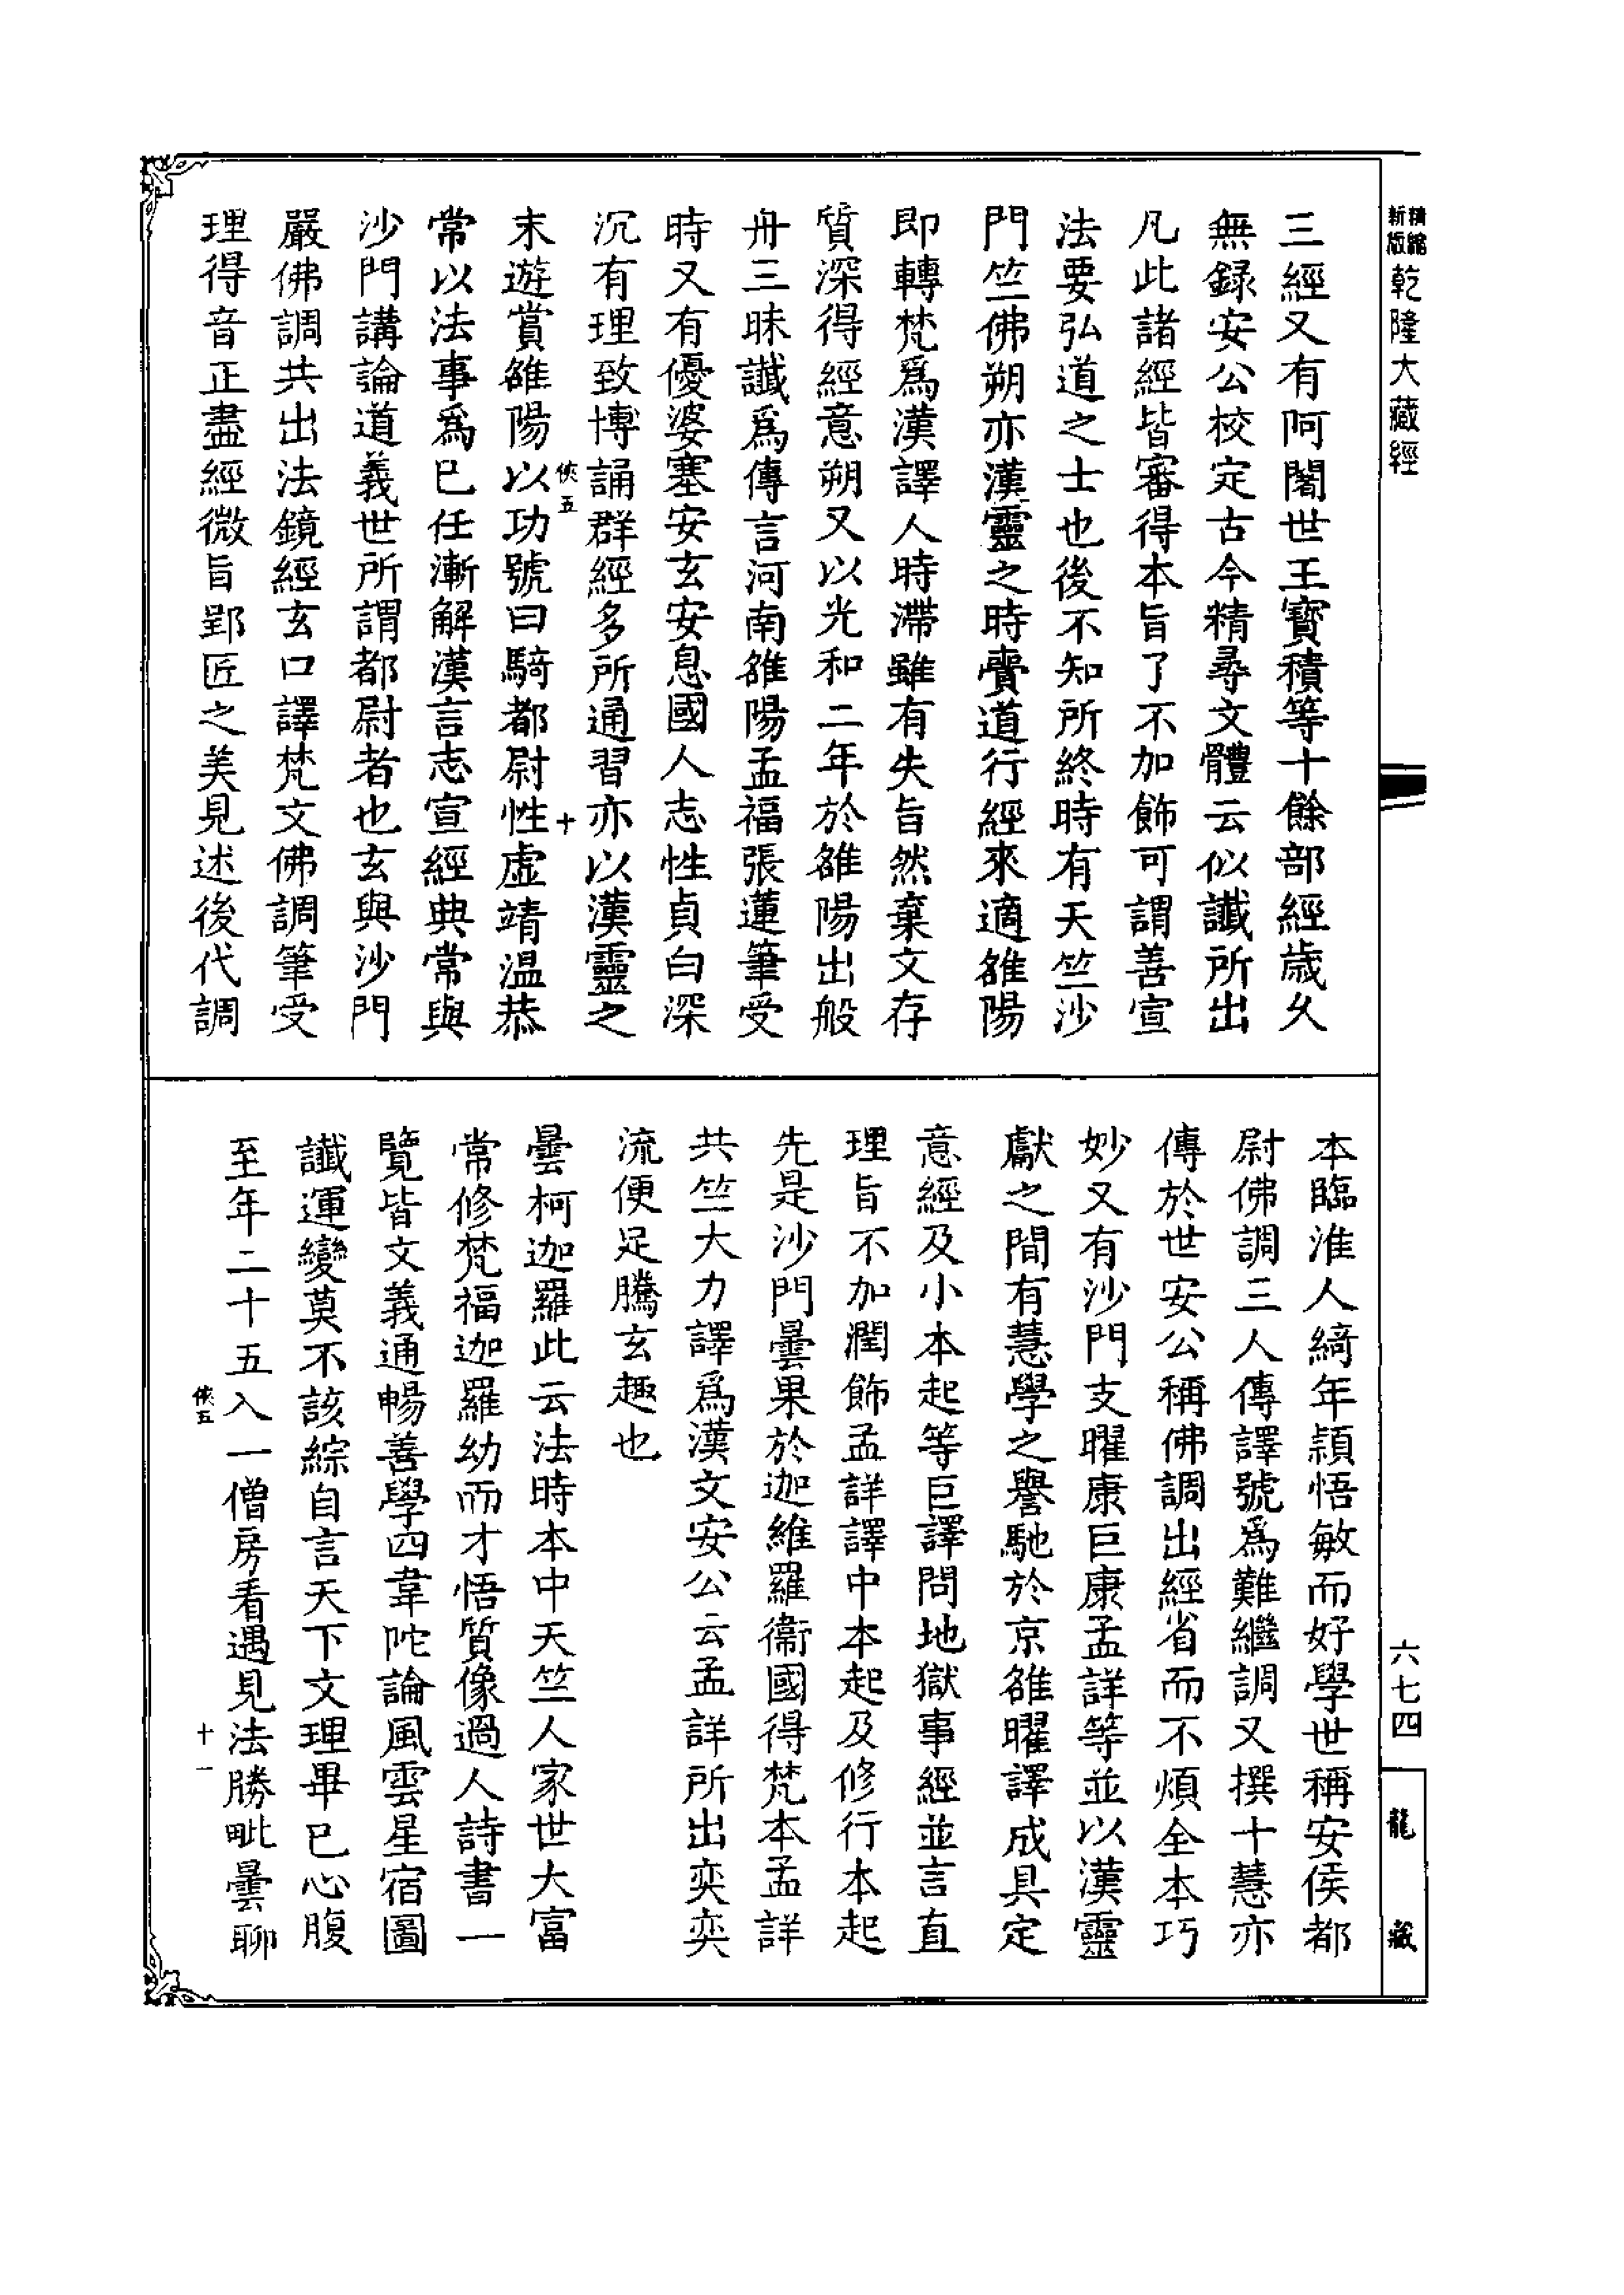 精縮新版乾隆大藏經
三經又有阿闍世王寳積等十餘部經歲乆
無録安公校定古今精尋文體云似讖所出
凡此諸經皆審得本旨了不加飾可謂善宣
法要弘道之士也後不知所終時有天竺沙
門竺佛朔亦漢靈之時賷道行經來適雒陽
即轉梵爲漢譯人時滯雖有失旨然棄文存
質深得經意朔又以光和二年於雒陽出般
舟三昧讖爲傳言河南雒陽孟福張蓮筆受
時又有優婆塞安玄安息國人志性貞白深
沉有理致博誦群經多所通習亦以漢靈之
俠五 十
末遊賞雒陽以功號曰騎都尉性虚靖温恭
常以法事爲已任漸解漢言志宣經典常與
沙門講論道義世所謂都尉者也玄與沙門
嚴佛調共出法鏡經玄口譯梵文佛調筆受
理得音正盡經微旨郢匠之美見述後代調
本臨淮人綺年頴悟敏而好學世稱安侯都
尉佛調三人傳譯號爲難繼調又撰十慧亦
傳於世安公稱佛調出經省而不煩全本巧
妙又有沙門支曜康巨康孟詳等並以漢靈
獻之間有慧學之譽馳於京雒曜譯成具定
意經及小本起等巨譯問地獄事經並言直
理旨不加潤飾孟詳譯中本起及修行本起
先是沙門曇果於迦維羅衞國得梵本孟詳
共竺大力譯爲漢文安公云孟詳所出奕奕
流便足騰玄趣也
曇柯迦羅此云法時本中天竺人家世大富
常修梵福迦羅幼而才悟質像過人詩書一
覽皆文義通暢善學四韋陀論風雲星宿圖
讖運變莫不該綜自言天下文理畢已心腹
至年二十五入一僧房看遇見法勝毗曇聊
俠五 十一
六七四
龍藏